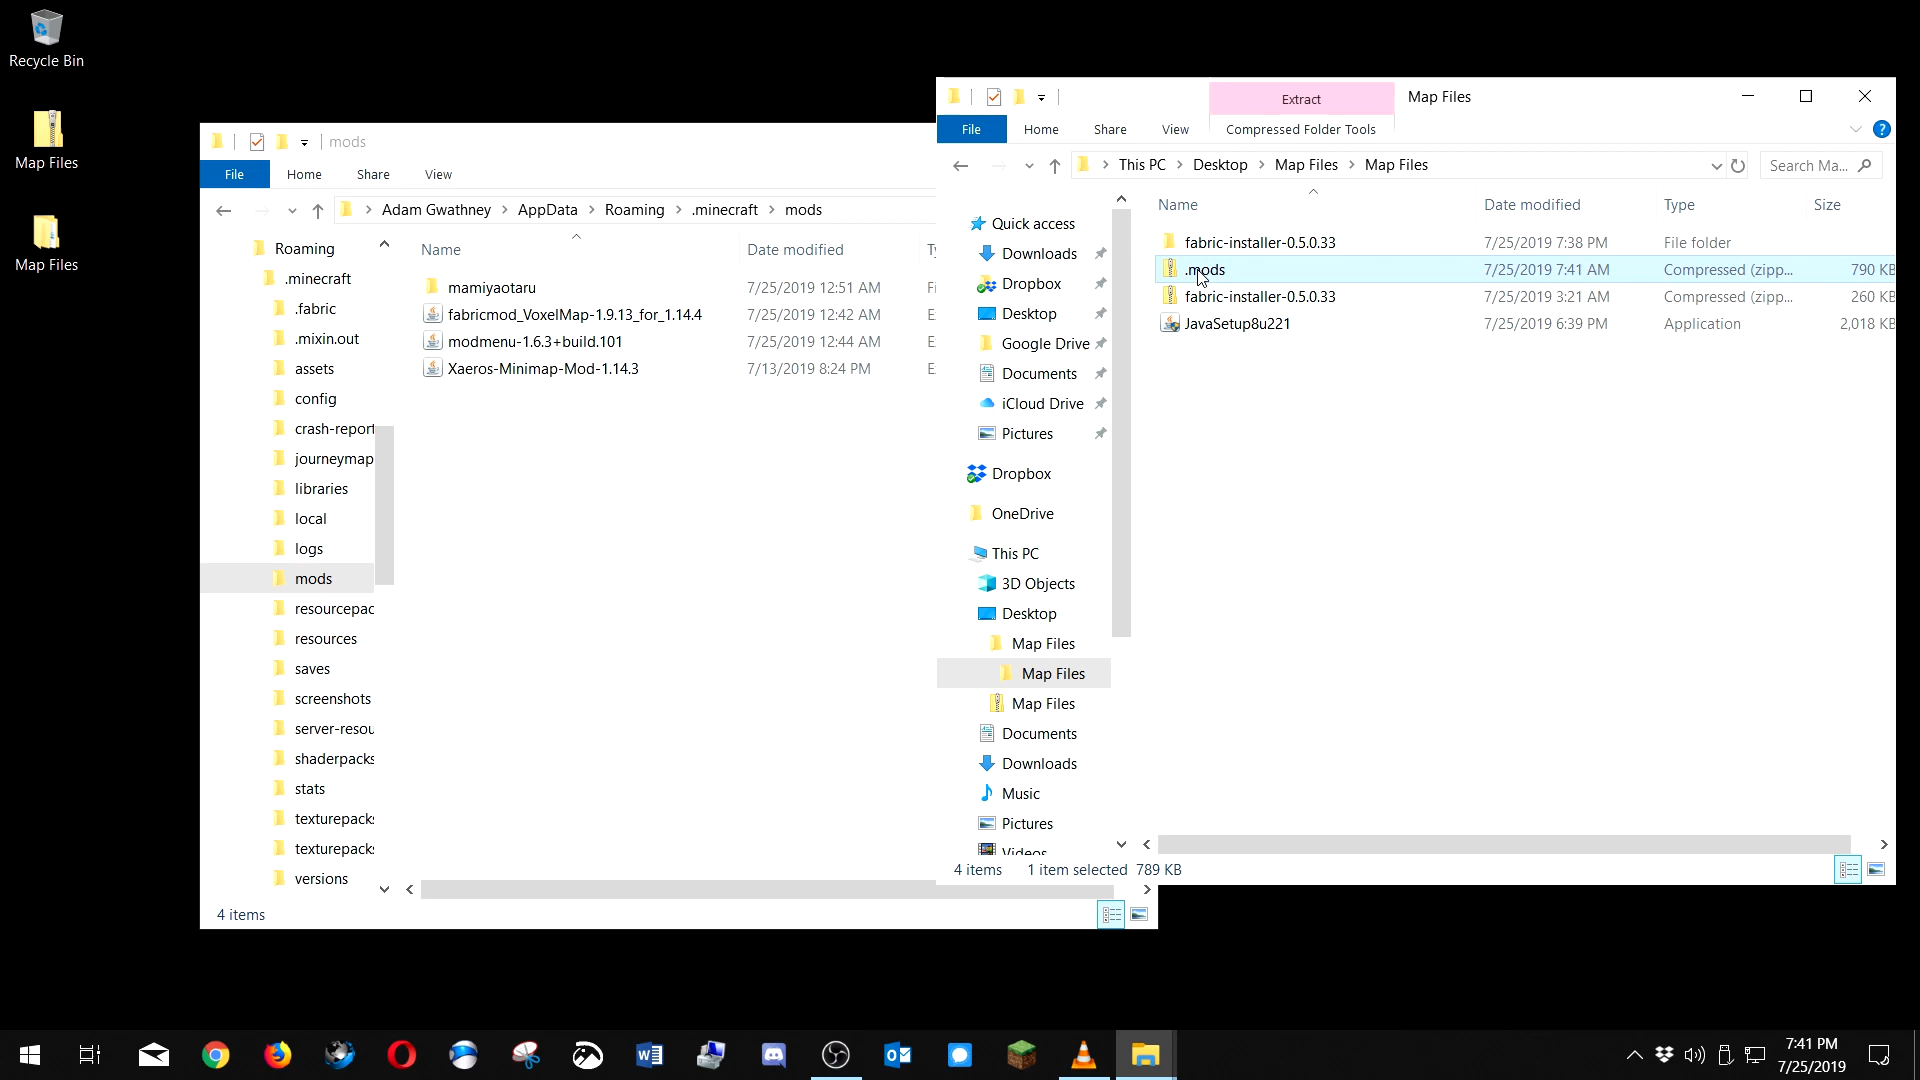 Recycle Bin
Map Files
Map Files
mods
File Home Share View
Adam Gwathney AppData Roaming .minecraft mods
Roaming
.minecraft
.fabric
.mixin.out
assets
config
crash-report
journeymap
libraries
local
logs
mods
resourcepac
resources
saves
screenshots
server-resou
shaderpacks
stats
texturepacks
texturepacks
versions
Name Date modified
mamiyaotaru 7/25/2019 12:51 AM
fabricmod_VoxelMap-1.9.13_for_1.14.4 7/25/2019 12:42 AM E
modmenu-1.6.3+build.101 7/25/2019 12:44 AM E
Xaeros-Minimap-Mod-1.14.3 7/13/2019 8:24 PM E
4 items
Extract Map Files
File Home Share View Compressed Folder Tools
This PC Desktop Map Files Map Files Search Ma...
Quick access
Downloads
Dropbox
Desktop
Google Drive
Documents
iCloud Drive
Pictures
Dropbox
OneDrive
This PC
3D Objects
Desktop
Map Files
Map Files
Map Files
Documents
Downloads
Music
Pictures
Videos
Name Date modified Type Size
fabric-installer-0.5.0.33 7/25/2019 7:38 PM File folder
.mods 7/25/2019 7:41 AM Compressed (zipp... 790 KB
fabric-installer-0.5.0.33 7/25/2019 3:21 AM Compressed (zipp... 260 KB
JavaSetup8u221 7/25/2019 6:39 PM Application 2,018 KB
4 items 1 item selected 789 KB
7:41 PM
7/25/2019